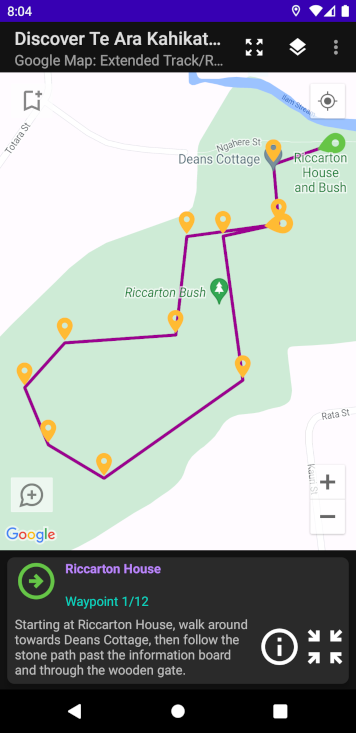 8:04
Discover Te Ara Kahikat...
Google Map: Extended Track/R...
Totara St
Ngahere St
Deans Cottage
Riccarton
House
and Bush
Riccarton Bush
Rata St
Google
Riccarton House
Waypoint 1/12
Starting at Riccarton House, walk around
towards Deans Cottage, then follow the
stone path past the information board
and through the wooden gate.